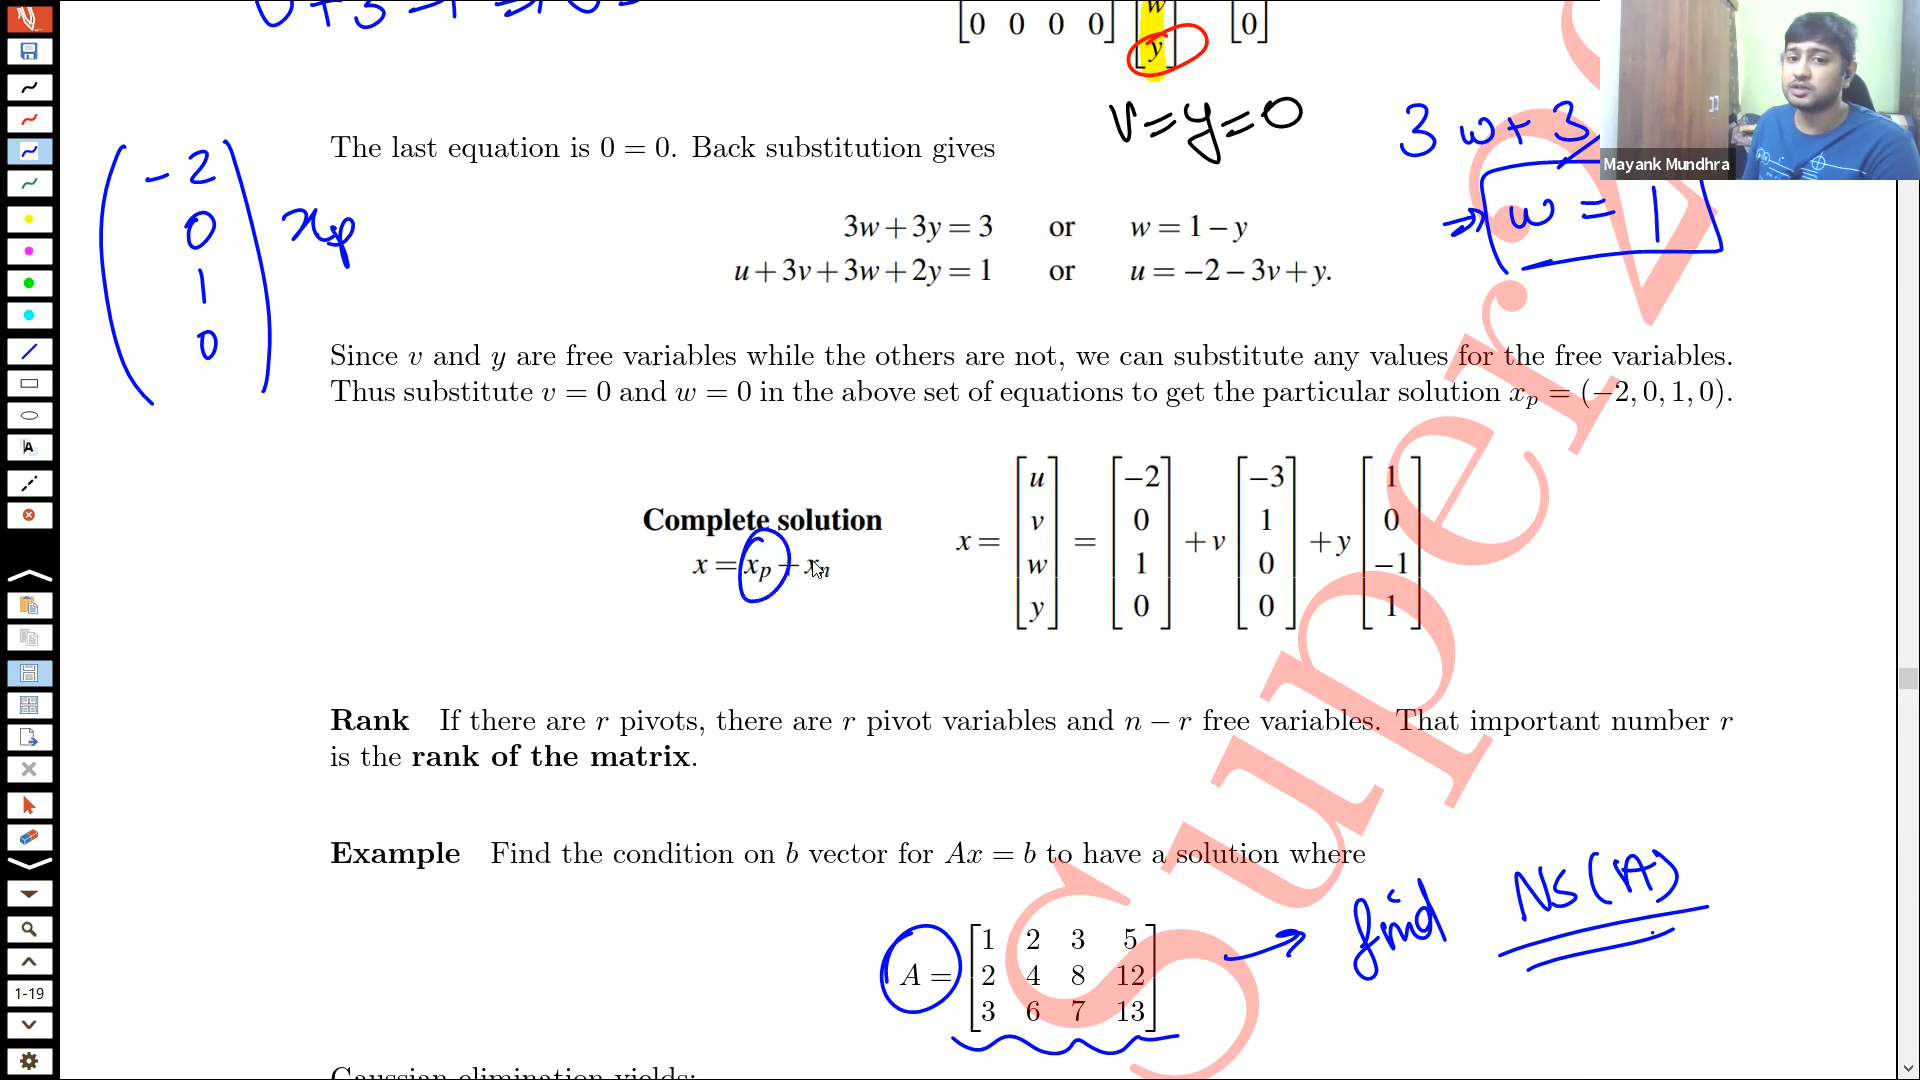 [0 0 0 0] [w y] [0]
v = y = 0
3w + 3
The last equation is 0 = 0. Back substitution gives
Mayank Mundhra
-2
0
1
0
xp
3w + 3y = 3 or w = 1 − y
⇒ w = 1
u + 3v + 3w + 2y = 1 or u = −2 − 3v + y.
Since v and y are free variables while the others are not, we can substitute any values for the free variables.
Thus substitute v = 0 and w = 0 in the above set of equations to get the particular solution xp = (−2, 0, 1, 0).
Complete solution
x = xp + xn
x = [u v w y] = [−2 0 1 0] + v [−3 1 0 0] + y [1 0 −1 1]
Rank If there are r pivots, there are r pivot variables and n − r free variables. That important number r
is the rank of the matrix.
Example Find the condition on b vector for Ax = b to have a solution where
A = [1 2 3 5
2 4 8 12
3 6 7 13]
→ find NS(A)
Gaussian elimination yields:
Super
1-19